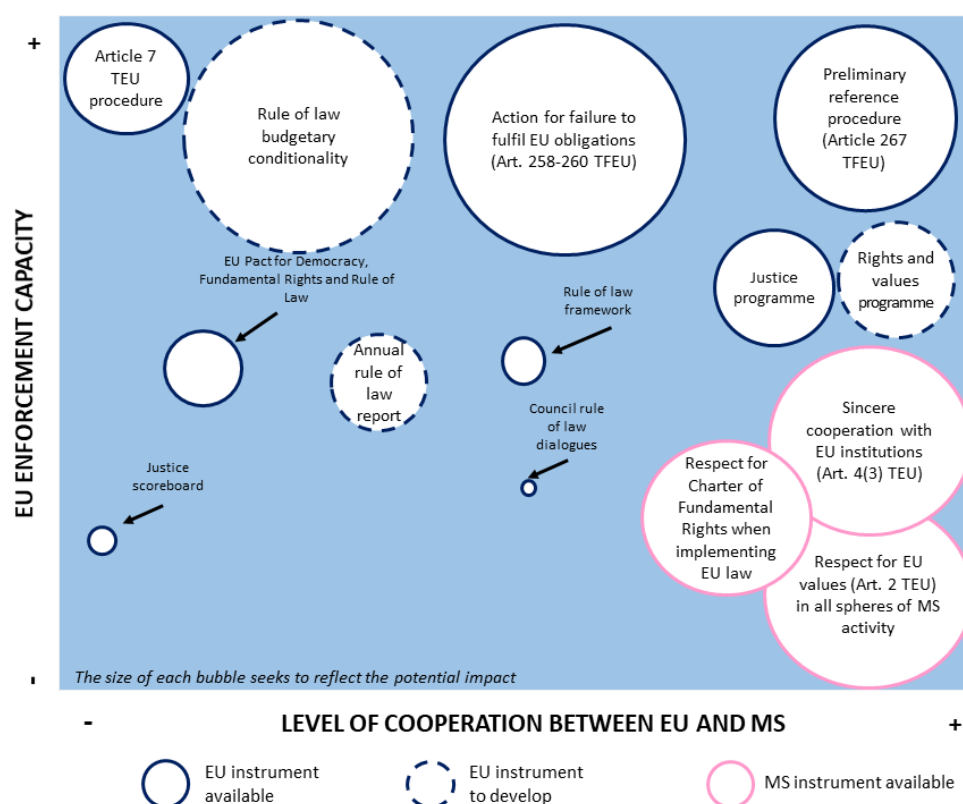 +
Article 7
TEU
procedure
Rule of law
budgetary
conditionality
Action for failure to
fulfil EU obligations
(Art. 258-260 TFEU)
Preliminary
reference
procedure
(Article 267
TFEU)
EU Pact for Democracy,
Fundamental Rights and Rule of
Law
Rule of law
framework
Justice
programme
Rights and
values
programme
Annual
rule of
law
report
Council rule
of law
dialogues
Sincere
cooperation with
EU institutions
(Art. 4(3) TEU)
Justice
scoreboard
Respect for
Charter of
Fundamental
Rights when
implementing
EU law
Respect for EU
values (Art. 2 TEU)
in all spheres of MS
activity
EU ENFORCEMENT CAPACITY
-
The size of each bubble seeks to reflect the potential impact
-
LEVEL OF COOPERATION BETWEEN EU AND MS
+
EU instrument
available
EU instrument
to develop
MS instrument available